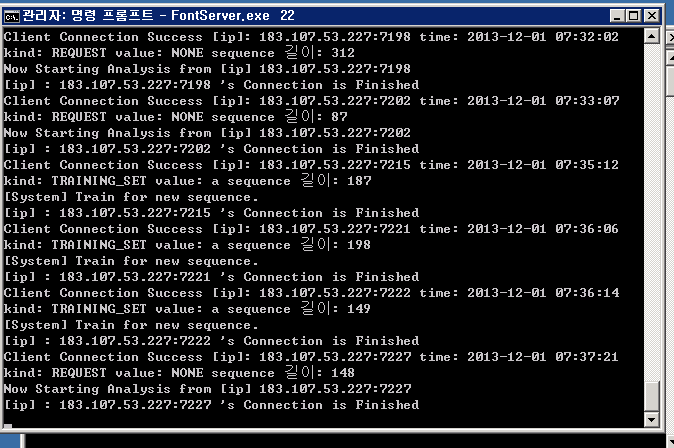 관리자: 명령 프롬프트 - FontServer.exe 22
Client Connection Success [ip]: 183.107.53.227:7198 time: 2013-12-01 07:32:02
kind: REQUEST value: NONE sequence 길이: 312
Now Starting Analysis from [ip] 183.107.53.227:7198
[ip] : 183.107.53.227:7198 's Connection is Finished
Client Connection Success [ip]: 183.107.53.227:7202 time: 2013-12-01 07:33:07
kind: REQUEST value: NONE sequence 길이: 87
Now Starting Analysis from [ip] 183.107.53.227:7202
[ip] : 183.107.53.227:7202 's Connection is Finished
Client Connection Success [ip]: 183.107.53.227:7215 time: 2013-12-01 07:35:12
kind: TRAINING_SET value: a sequence 길이: 187
[System] Train for new sequence.
[ip] : 183.107.53.227:7215 's Connection is Finished
Client Connection Success [ip]: 183.107.53.227:7221 time: 2013-12-01 07:36:06
kind: TRAINING_SET value: a sequence 길이: 198
[System] Train for new sequence.
[ip] : 183.107.53.227:7221 's Connection is Finished
Client Connection Success [ip]: 183.107.53.227:7222 time: 2013-12-01 07:36:14
kind: TRAINING_SET value: a sequence 길이: 149
[System] Train for new sequence.
[ip] : 183.107.53.227:7222 's Connection is Finished
Client Connection Success [ip]: 183.107.53.227:7227 time: 2013-12-01 07:37:21
kind: REQUEST value: NONE sequence 길이: 148
Now Starting Analysis from [ip] 183.107.53.227:7227
[ip] : 183.107.53.227:7227 's Connection is Finished